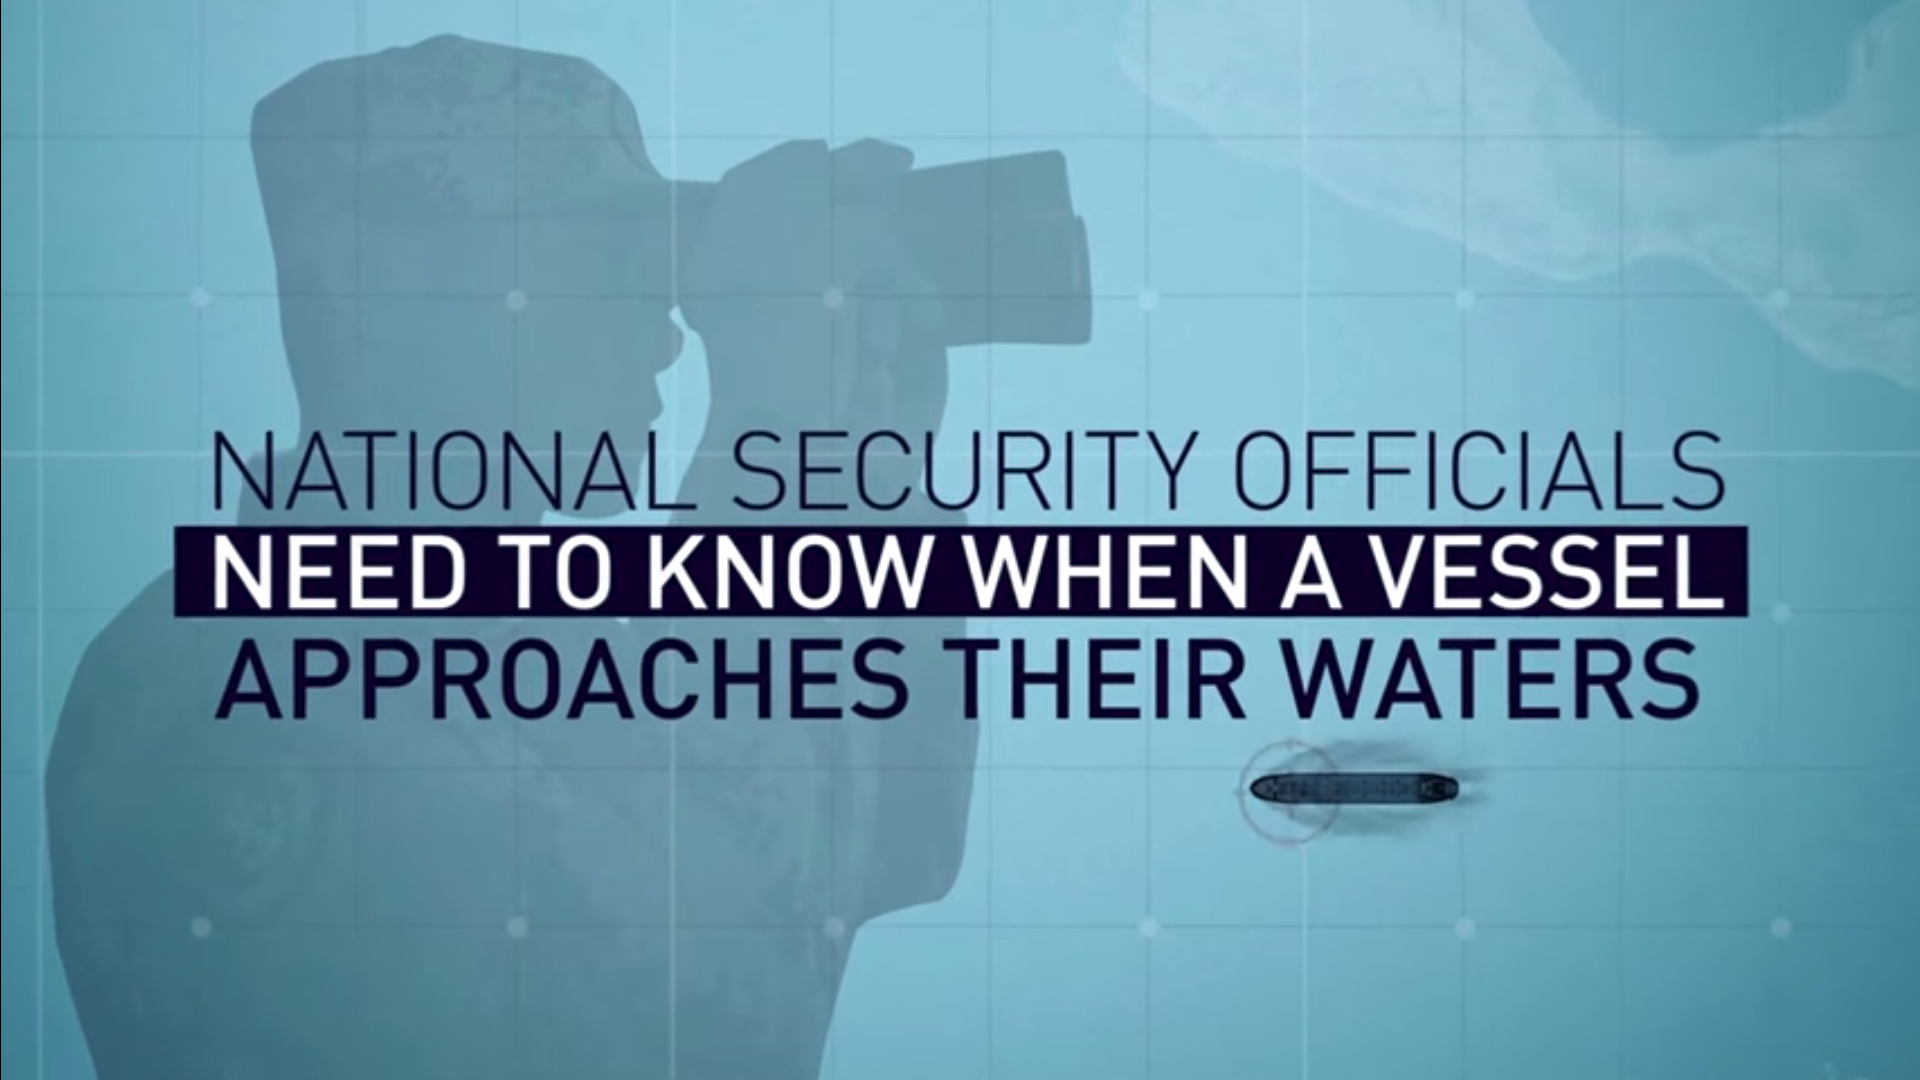 NATIONAL SECURITY OFFICIALS
NEED TO KNOW WHEN A VESSEL
APPROACHES THEIR WATERS